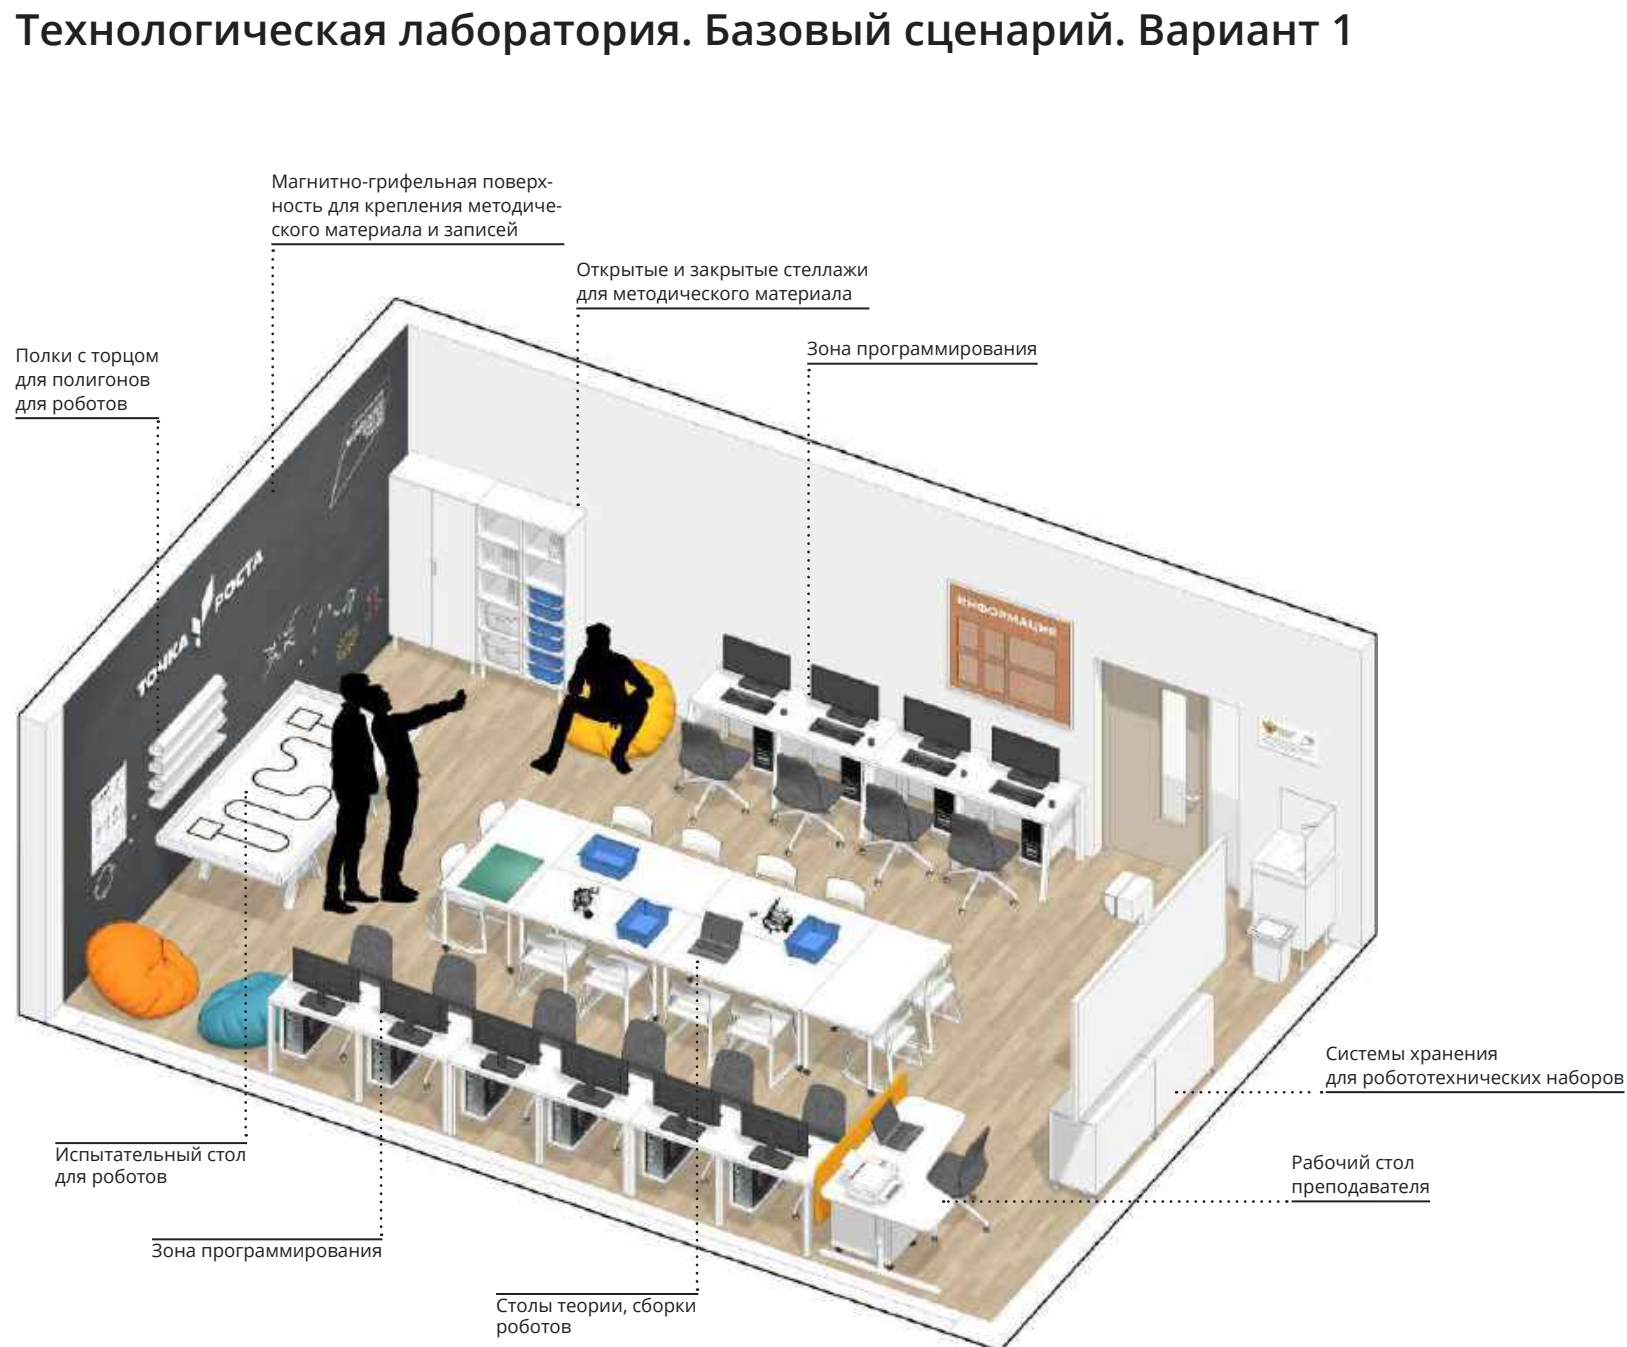 Технологическая лаборатория. Базовый сценарий. Вариант 1
Магнитно-грифельная поверх-
ность для крепления методиче-
ского материала и записей
Открытые и закрытые стеллажи
для методического материала
Зона программирования
Полки с торцом
для полигонов
для роботов
ТОЧКА РОСТА
ИНФОРМАЦИЯ
Системы хранения
для робототехнических наборов
Испытательный стол
для роботов
Рабочий стол
преподавателя
Зона программирования
Столы теории, сборки
роботов